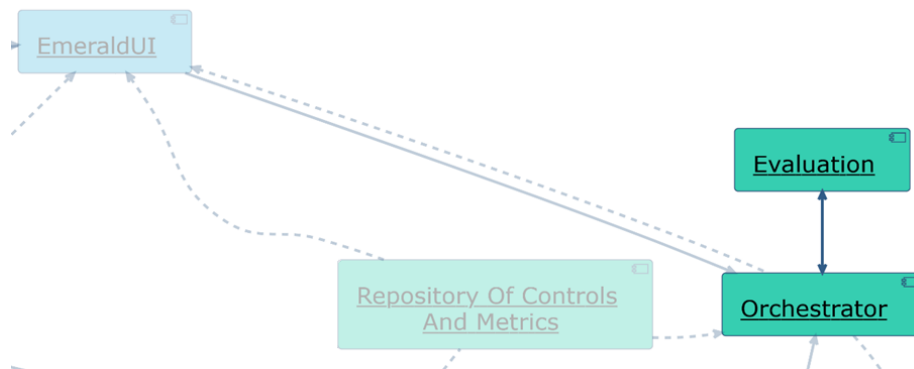 EmeraldUI
Evaluation
Repository Of Controls
And Metrics
Orchestrator